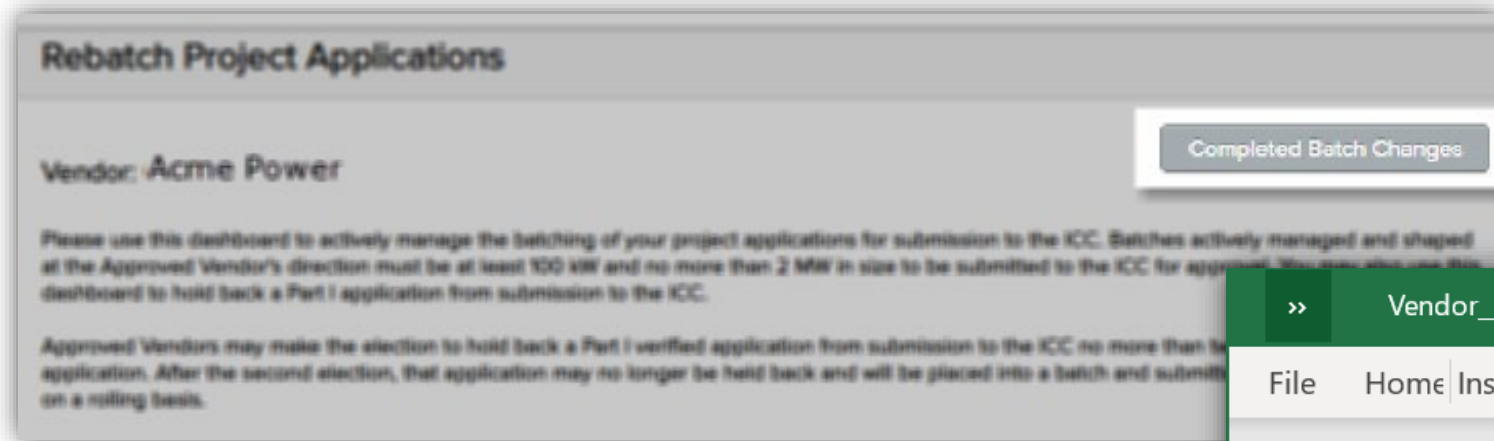 Rebatch Project Applications
Completed Batch Changes
Vendor: Acme Power
Please use this dashboard to actively manage the batching of your project applications for submission to the ICC. Batches actively managed and shaped
at the Approved Vendor's direction must be at least 100 kW and no more than 2 MW in size to be submitted to the ICC for approval. You may also use this
dashboard to hold back a Part I application from submission to the ICC.
Approved Vendors may make the election to hold back a Part I verified application from submission to the ICC no more than
application. After the second election, that application may no longer be held back and will be placed into a batch and
on a rolling basis.
» Vendor_
File Home Ins